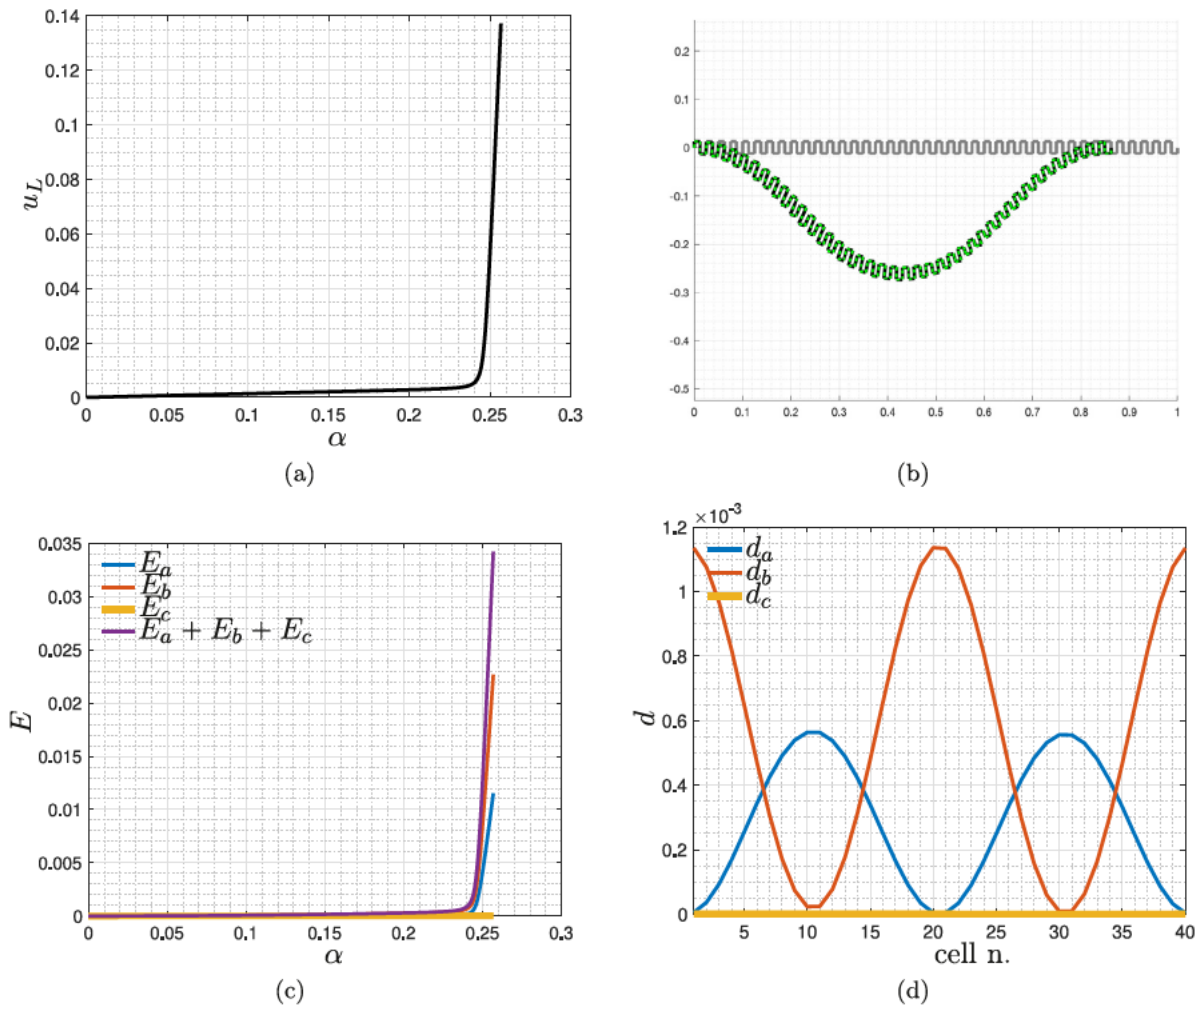 0.14
0.12
0.1
0.08
0.06
0.04
0.02
0
u_L
0 0.05 0.1 0.15 0.2 0.25 0.3
α
(a)
0.2
0.1
0
-0.1
-0.2
-0.3
-0.4
-0.5
0 0.1 0.2 0.3 0.4 0.5 0.6 0.7 0.8 0.9 1
(b)
0.035
0.03
0.025
0.02
0.015
0.01
0.005
0
E
E_a
E_b
E_c
E_a + E_b + E_c
0 0.05 0.1 0.15 0.2 0.25 0.3
α
(c)
×10⁻³
1.2
1
0.8
0.6
0.4
0.2
0
d
d_a
d_b
d_c
5 10 15 20 25 30 35 40
cell n.
(d)